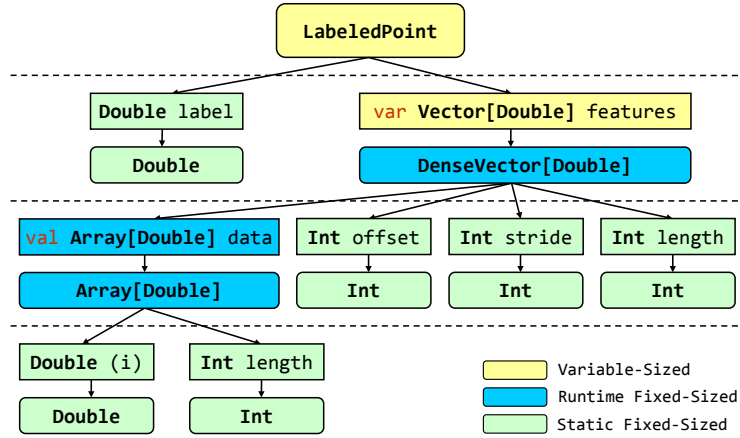 LabeledPoint
Double label
var Vector[Double] features
Double
DenseVector[Double]
val Array[Double] data
Int offset
Int stride
Int length
Array[Double]
Int
Int
Int
Double (i)
Int length
Double
Int
Variable-Sized
Runtime Fixed-Sized
Static Fixed-Sized